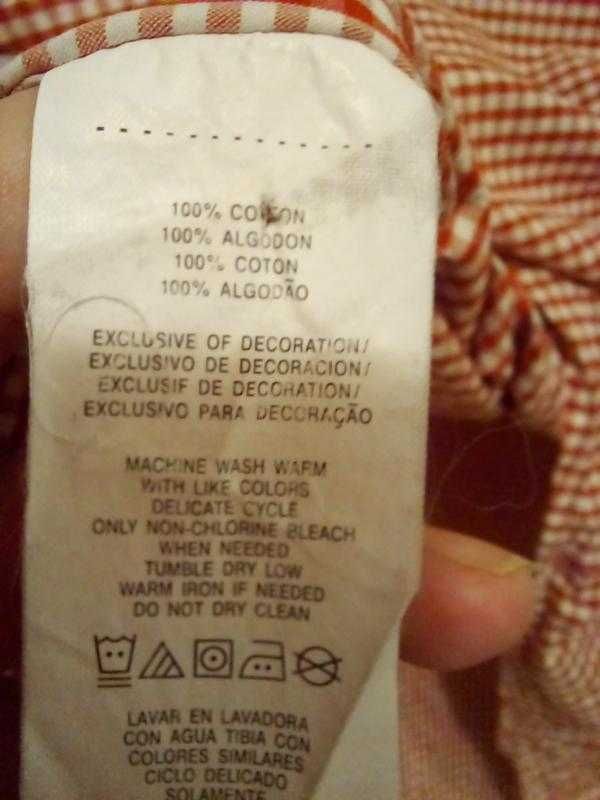 100% COTTON
100% ALGODON
100% COTON
100% ALGODÃO
EXCLUSIVE OF DECORATION/
EXCLUSIVO DE DECORACION/
EXCLUSIF DE DECORATION/
EXCLUSIVO PARA DECORAÇÃO
MACHINE WASH WARM
WITH LIKE COLORS
DELICATE CYCLE
ONLY NON-CHLORINE BLEACH
WHEN NEEDED
TUMBLE DRY LOW
WARM IRON IF NEEDED
DO NOT DRY CLEAN
LAVAR EN LAVADORA
CON AGUA TIBIA CON
COLORES SIMILARES
CICLO DELICADO
SOLAMENTE